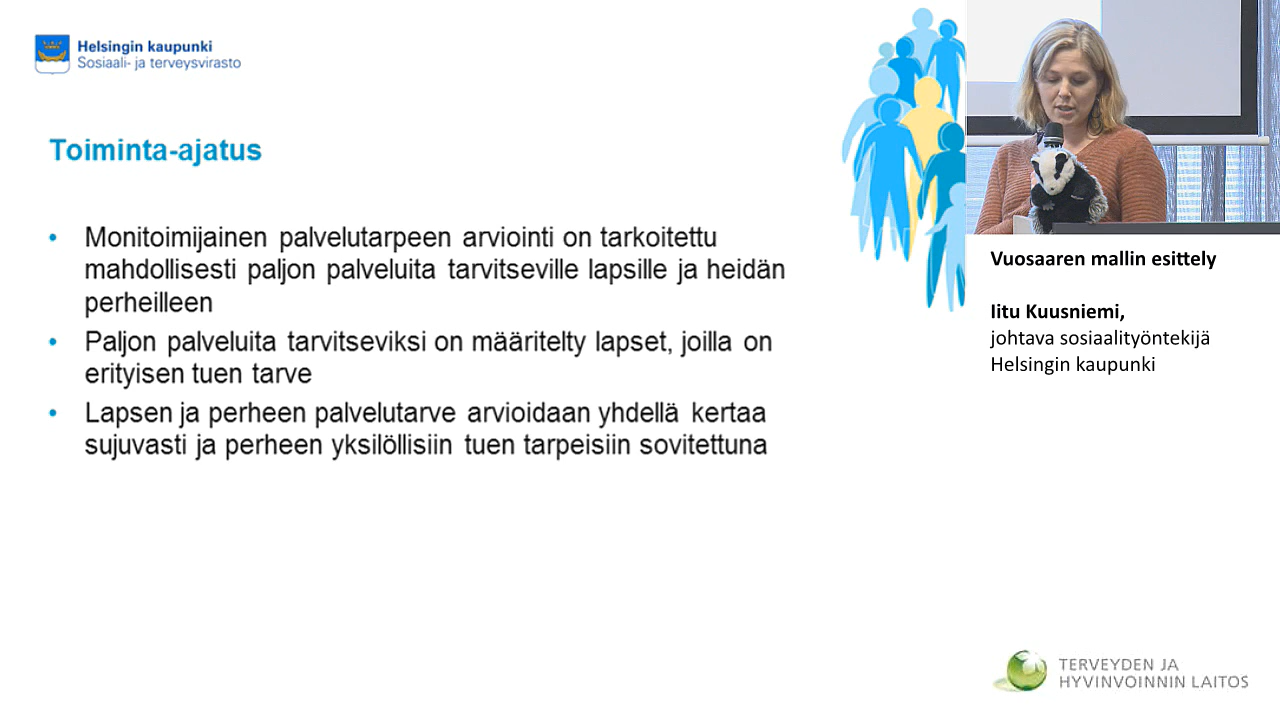 Helsingin kaupunki
Sosiaali- ja terveysvirasto
Toiminta-ajatus
• Monitoimijainen palvelutarpeen arviointi on tarkoitettu
mahdollisesti paljon palveluita tarvitseville lapsille ja heidän
perheilleen
• Paljon palveluita tarvitseviksi on määritelty lapset, joilla on
erityisen tuen tarve
• Lapsen ja perheen palvelutarve arvioidaan yhdellä kertaa
sujuvasti ja perheen yksilöllisiin tuen tarpeisiin sovitettuna
Vuosaaren mallin esittely
Iitu Kuusniemi,
johtava sosiaalityöntekijä
Helsingin kaupunki
TERVEYDEN JA
HYVINVOINNIN LAITOS